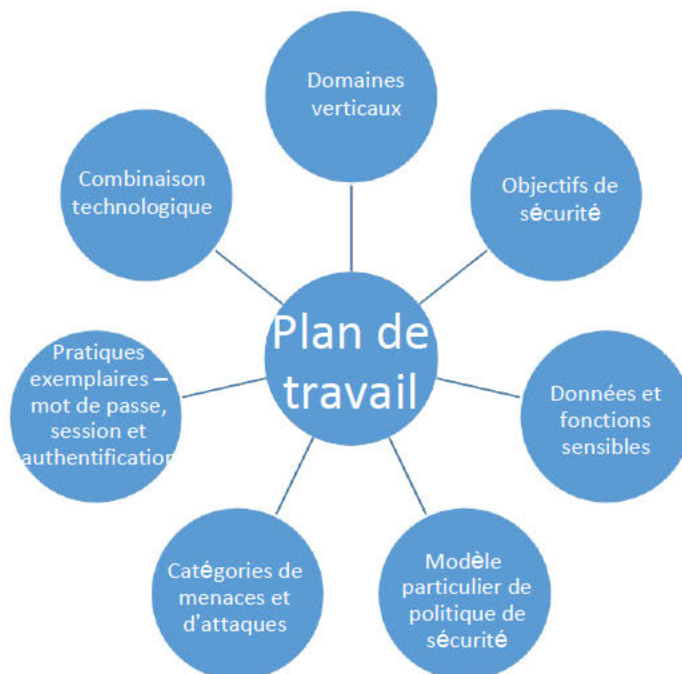 Domaines
verticaux
Objectifs de
sécurité
Données et
fonctions
sensibles
Modèle
particulier de
politique de
sécurité
Catégories de
menaces et
d'attaques
Pratiques
exemplaires –
mot de passe,
session et
authentification
Combinaison
technologique
Plan de
travail